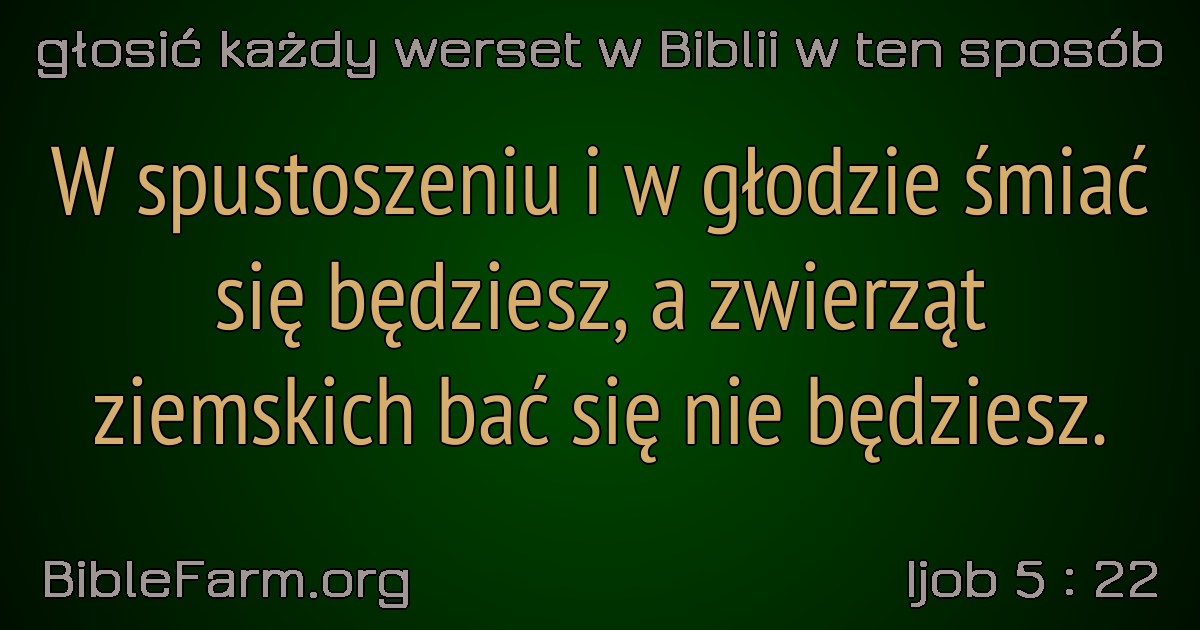 głosić każdy werset w Biblii w ten sposób
W spustoszeniu i w głodzie śmiać
się będziesz, a zwierząt
ziemskich bać się nie będziesz.
BibleFarm.org
Ijob 5 : 22